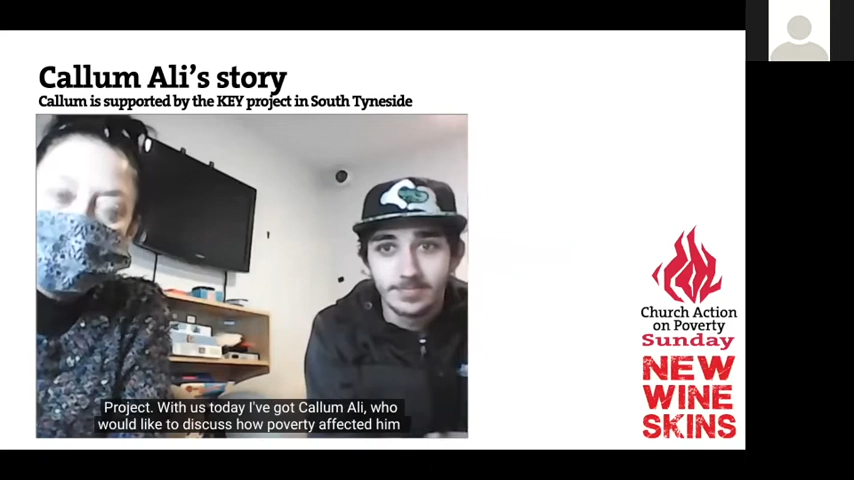 Callum Ali's story
Callum is supported by the KEY project in South Tyneside
Project. With us today I've got Callum Ali, who
would like to discuss how poverty affected him
Church Action
on Poverty
Sunday
NEW
WINE
SKINS